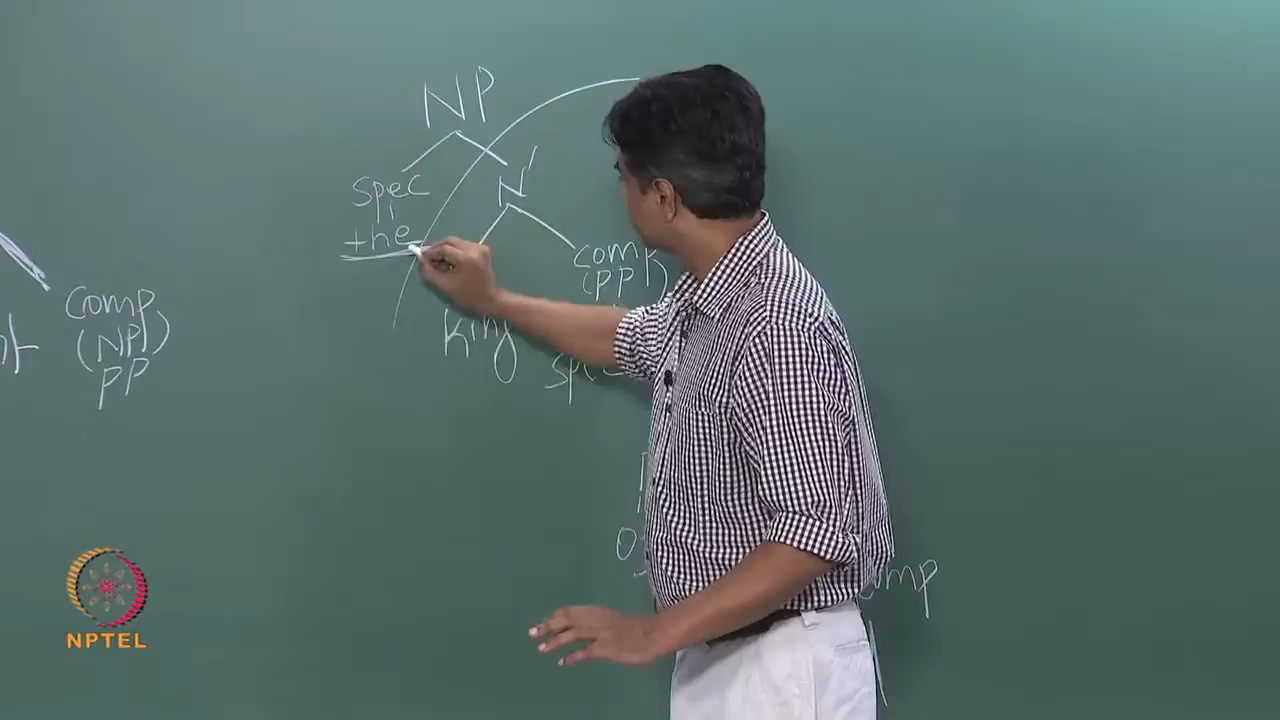 NP
Spec
N'
the
Comp
(PP)
King
Comp
(NP)
PP
NPTEL